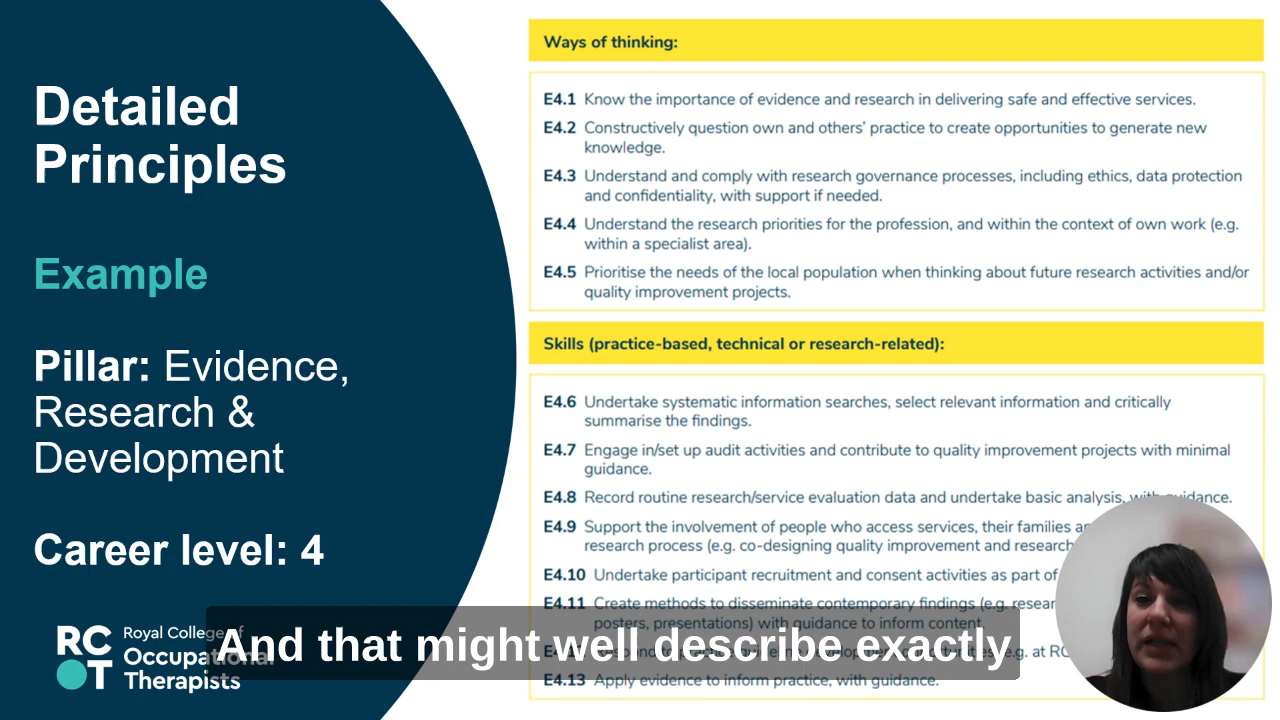 Detailed
Principles
Example
Pillar: Evidence,
Research &
Development
Career level: 4
RC
OT
Royal College of
Occupational
Therapists
Ways of thinking:
E4.1 Know the importance of evidence and research in delivering safe and effective services.
E4.2 Constructively question own and others' practice to create opportunities to generate new
knowledge.
E4.3 Understand and comply with research governance processes, including ethics, data protection
and confidentiality, with support if needed.
E4.4 Understand the research priorities for the profession, and within the context of own work (e.g.
within a specialist area).
E4.5 Prioritise the needs of the local population when thinking about future research activities and/or
quality improvement projects.
Skills (practice-based, technical or research-related):
E4.6 Undertake systematic information searches, select relevant information and critically
summarise the findings.
E4.7 Engage in/set up audit activities and contribute to quality improvement projects with minimal
guidance.
E4.8 Record routine research/service evaluation data and undertake basic analysis, with guidance.
E4.9 Support the involvement of people who access services, their families
research process (e.g. co-designing quality improvement and research
E4.10 Undertake participant recruitment and consent activities as part of
E4.11 Create methods to disseminate contemporary findings (e.g.
posters, presentations) with guidance to inform content.
E4.13 Apply evidence to inform practice, with guidance.
And that might well describe exactly